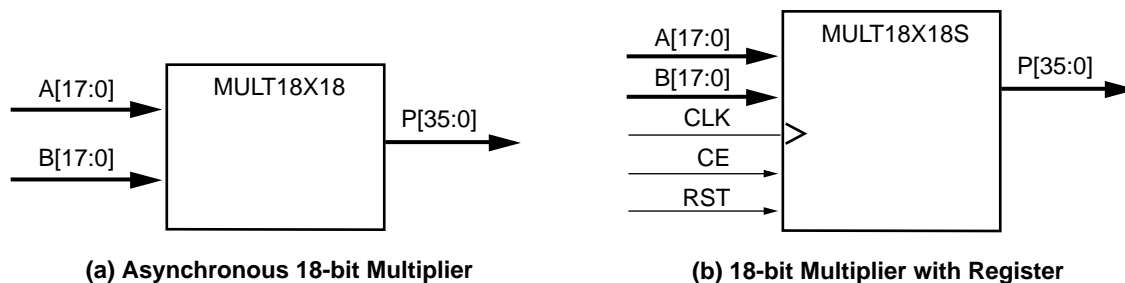 MULT18X18
A[17:0]
B[17:0]
P[35:0]
(a) Asynchronous 18-bit Multiplier
MULT18X18S
A[17:0]
B[17:0]
CLK
CE
RST
P[35:0]
(b) 18-bit Multiplier with Register